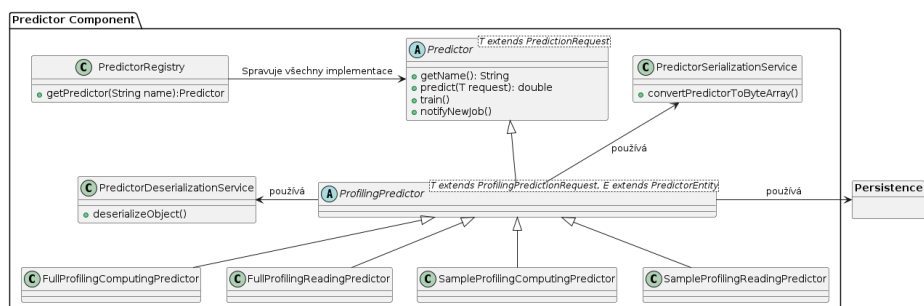 Predictor Component
T extends PredictionRequest
A Predictor
getName(): String
predict(T request): double
train()
notifyNewJob()
C PredictorRegistry
getPredictor(String name):Predictor
Spravuje všechny implementace
C PredictorSerializationService
convertPredictorToByteArray()
používá
C PredictorDeserializationService
deserializeObject()
používá
T extends ProfilingPredictionRequest, E extends PredictorEntity
A ProfilingPredictor
používá
Persistence
C FullProfilingComputingPredictor
C FullProfilingReadingPredictor
C SampleProfilingComputingPredictor
C SampleProfilingReadingPredictor